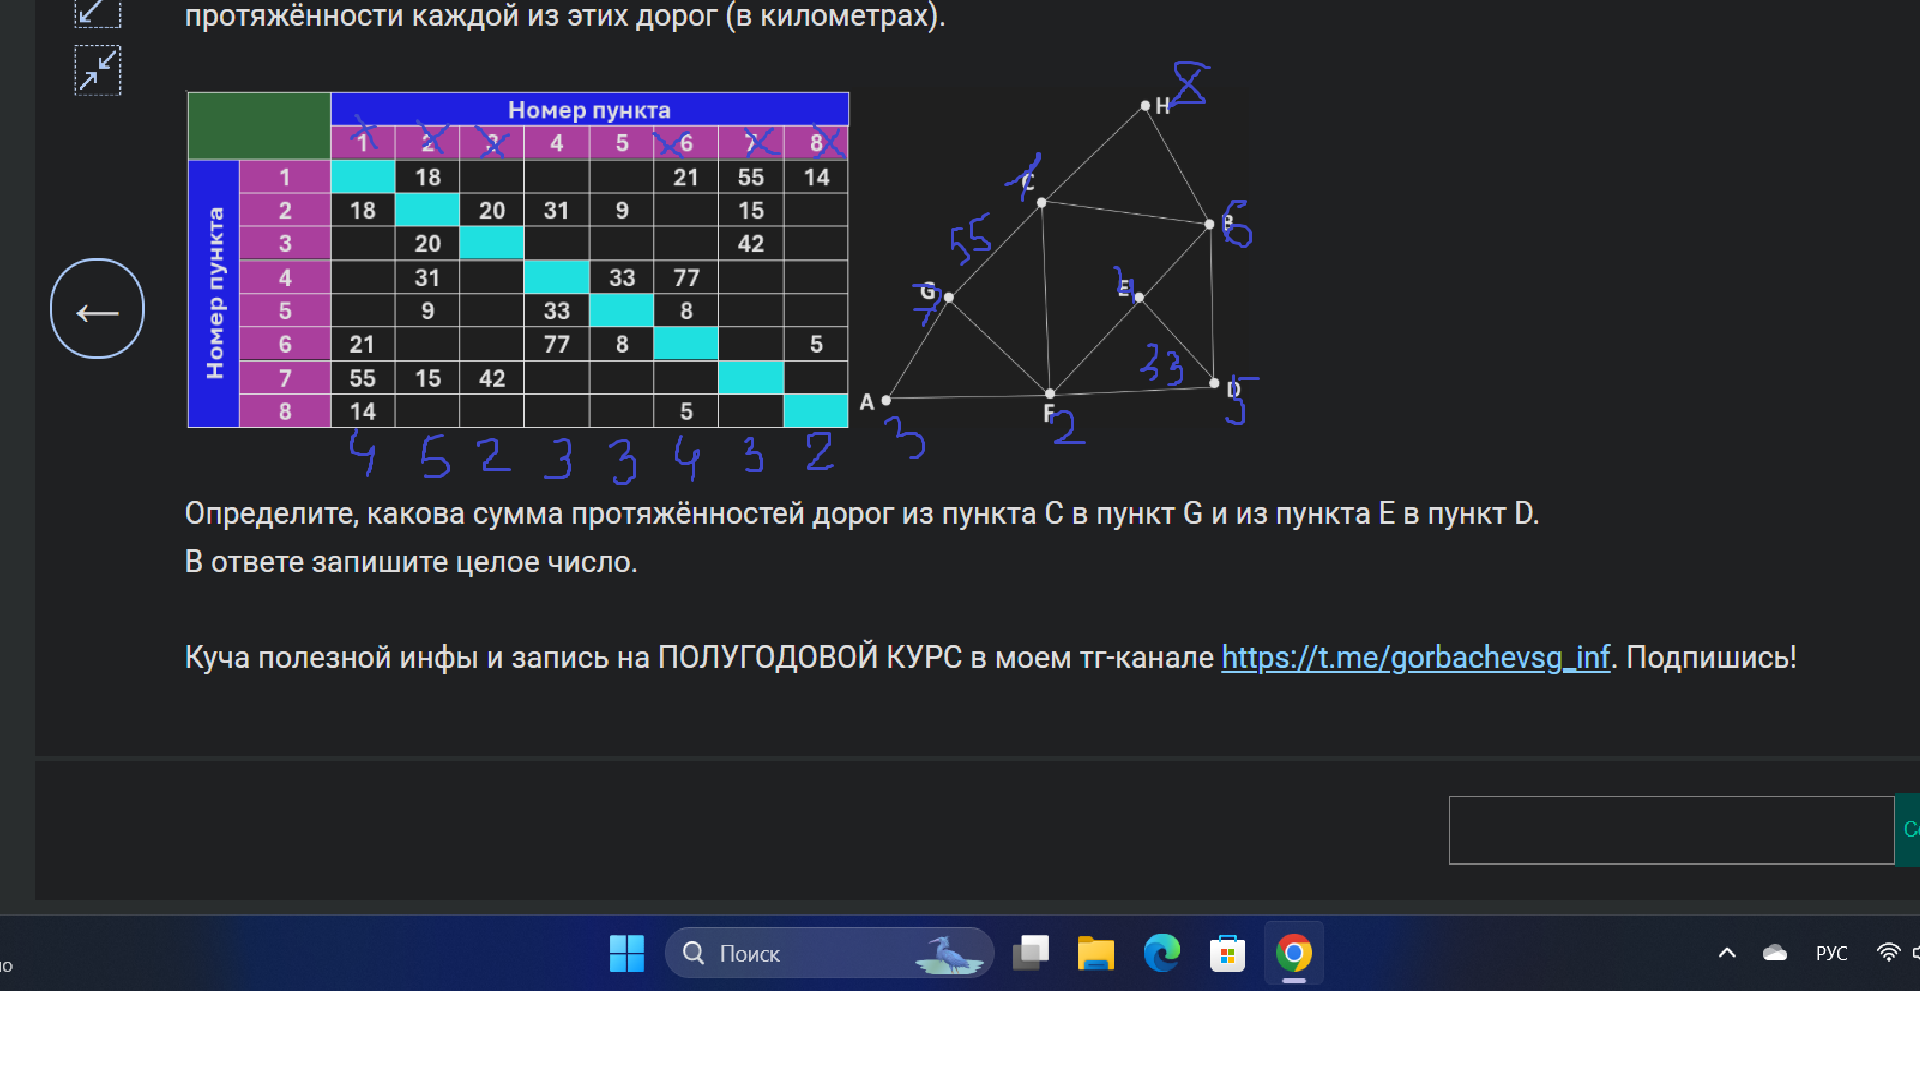 протяжённости каждой из этих дорог (в километрах).
Номер пункта
1 2 3 4 5 6 7 8
Номер пункта
1 18 21 55 14
2 18 20 31 9 15
3 20 42
4 31 33 77
5 9 33 8
6 21 77 8 5
7 55 15 42
8 14 5
4 5 2 3 3 4 3 2
H 8
C 1
55
B 6
G 7
E 4
33
D 5
A 3
F 2
Определите, какова сумма протяжённостей дорог из пункта C в пункт G и из пункта E в пункт D.
В ответе запишите целое число.
Куча полезной инфы и запись на ПОЛУГОДОВОЙ КУРС в моем тг-канале https://t.me/gorbachevsg_inf. Подпишись!
Поиск
РУС